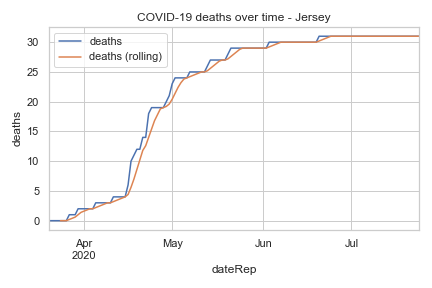 COVID-19 deaths over time - Jersey
deaths
deaths (rolling)
30
25
20
15
10
5
0
deaths
Apr
2020
May
Jun
Jul
dateRep